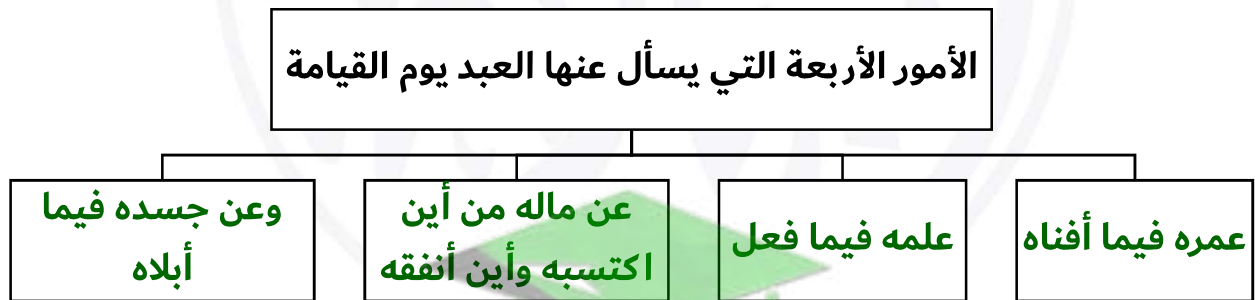 الأمور الأربعة التي يسأل عنها العبد يوم القيامة
عمره فيما أفناه
علمه فيما فعل
عن ماله من أين
اكتسبه وأين أنفقه
وعن جسده فيما
أبلاه